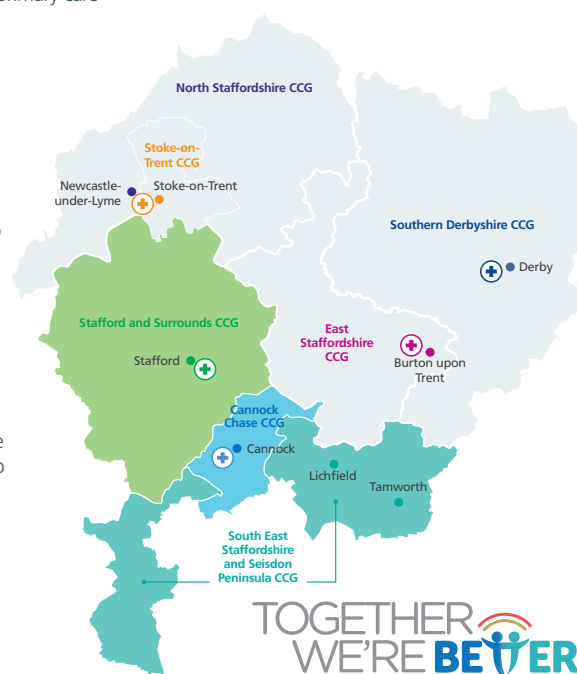 Primary Care
North Staffordshire CCG
Stoke-on-
Trent CCG
Newcastle-
under-Lyme
Stoke-on-Trent
Southern Derbyshire CCG
Derby
Stafford and Surrounds CCG
East
Staffordshire
CCG
Stafford
Burton upon
Trent
Cannock
Chase CCG
Cannock
Lichfield
Tamworth
South East
Staffordshire
and Seisdon
Peninsula CCG
TOGETHER
WE'RE BETTER